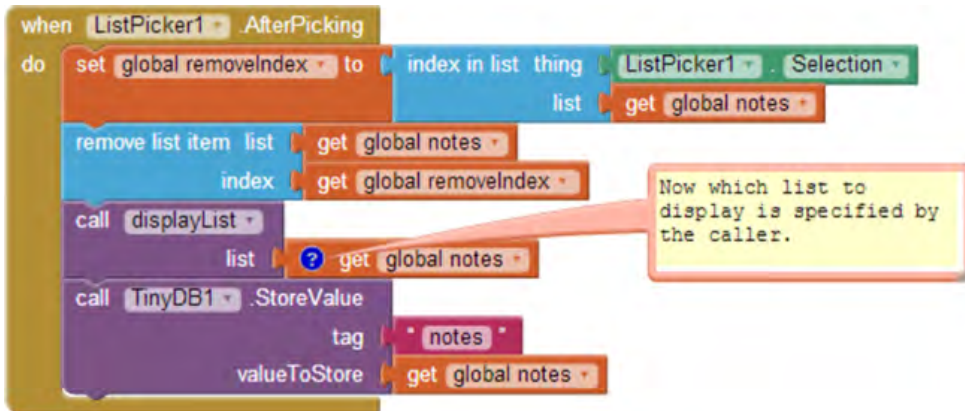 when ListPicker1 .AfterPicking
do set global removeIndex to index in list thing ListPicker1 . Selection
list get global notes
remove list item list get global notes
index get global removeIndex
Now which list to
display is specified by
the caller.
call displayList
list ? get global notes
call TinyDB1 .StoreValue
tag " notes "
valueToStore get global notes